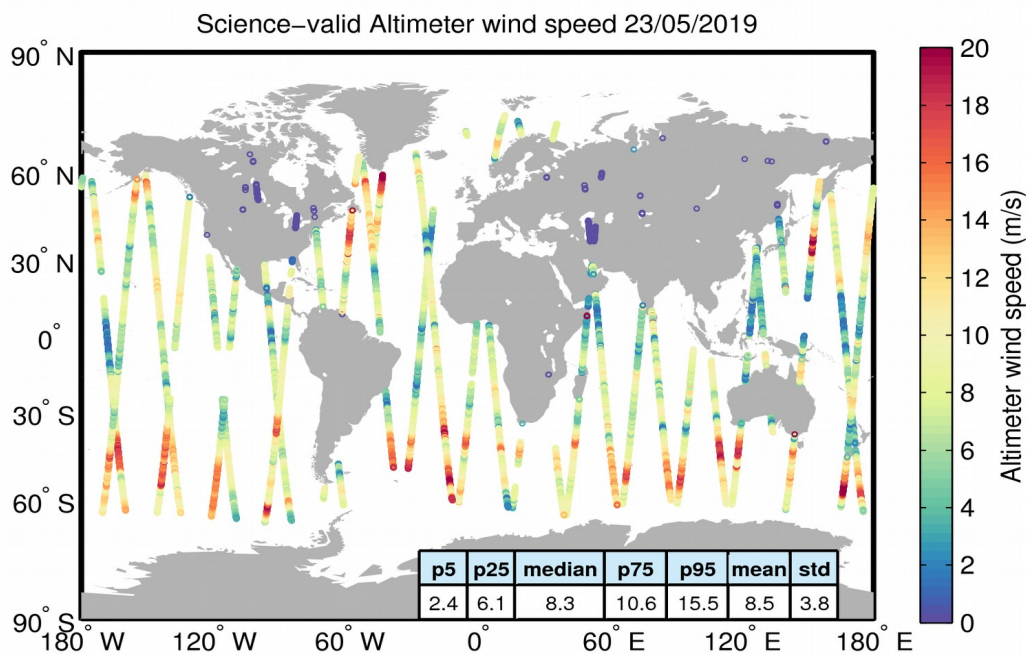 Science-valid Altimeter wind speed 23/05/2019
90° N
60° N
30° N
0°
30° S
60° S
90° S
180° W
120° W
60° W
0°
60° E
120° E
180° E
p5 p25 median p75 p95 mean std
2.4 6.1 8.3 10.6 15.5 8.5 3.8
20
18
16
14
12
10
8
6
4
2
0
Altimeter wind speed (m/s)